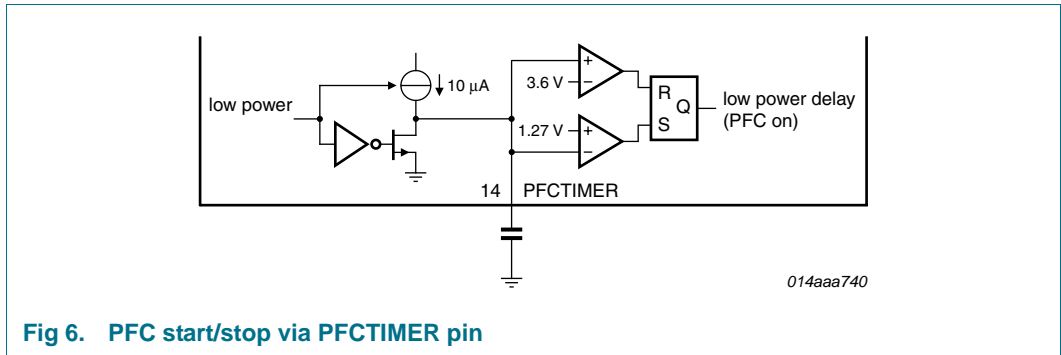 low power
10 μA
+
3.6 V
−
1.27 V
+
−
R
Q
S
low power delay
(PFC on)
14 PFCTIMER
014aaa740
Fig 6. PFC start/stop via PFCTIMER pin